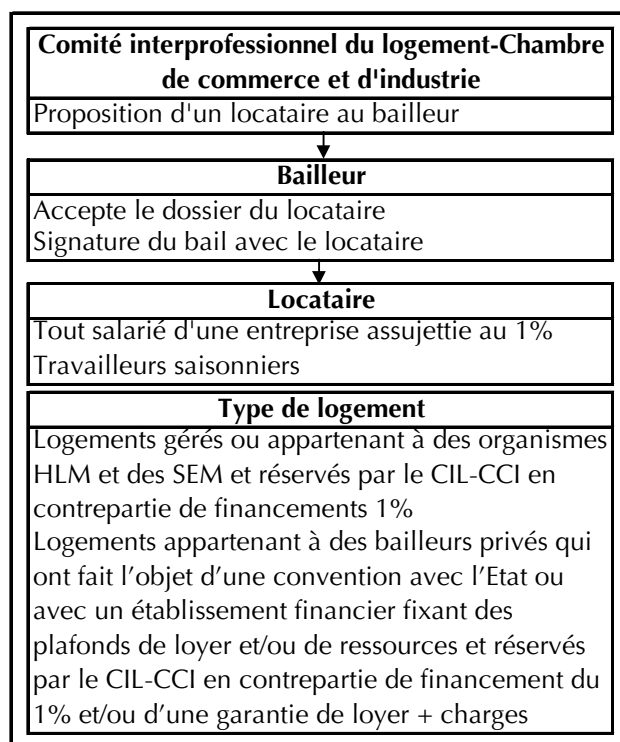 Comité interprofessionnel du logement-Chambre
de commerce et d'industrie
Proposition d'un locataire au bailleur
Bailleur
Accepte le dossier du locataire
Signature du bail avec le locataire
Locataire
Tout salarié d'une entreprise assujettie au 1%
Travailleurs saisonniers
Type de logement
Logements gérés ou appartenant à des organismes
HLM et des SEM et réservés par le CIL-CCI en
contrepartie de financements 1%
Logements appartenant à des bailleurs privés qui
ont fait l’objet d’une convention avec l’Etat ou
avec un établissement financier fixant des
plafonds de loyer et/ou de ressources et réservés
par le CIL-CCI en contrepartie de financement du
1% et/ou d’une garantie de loyer + charges